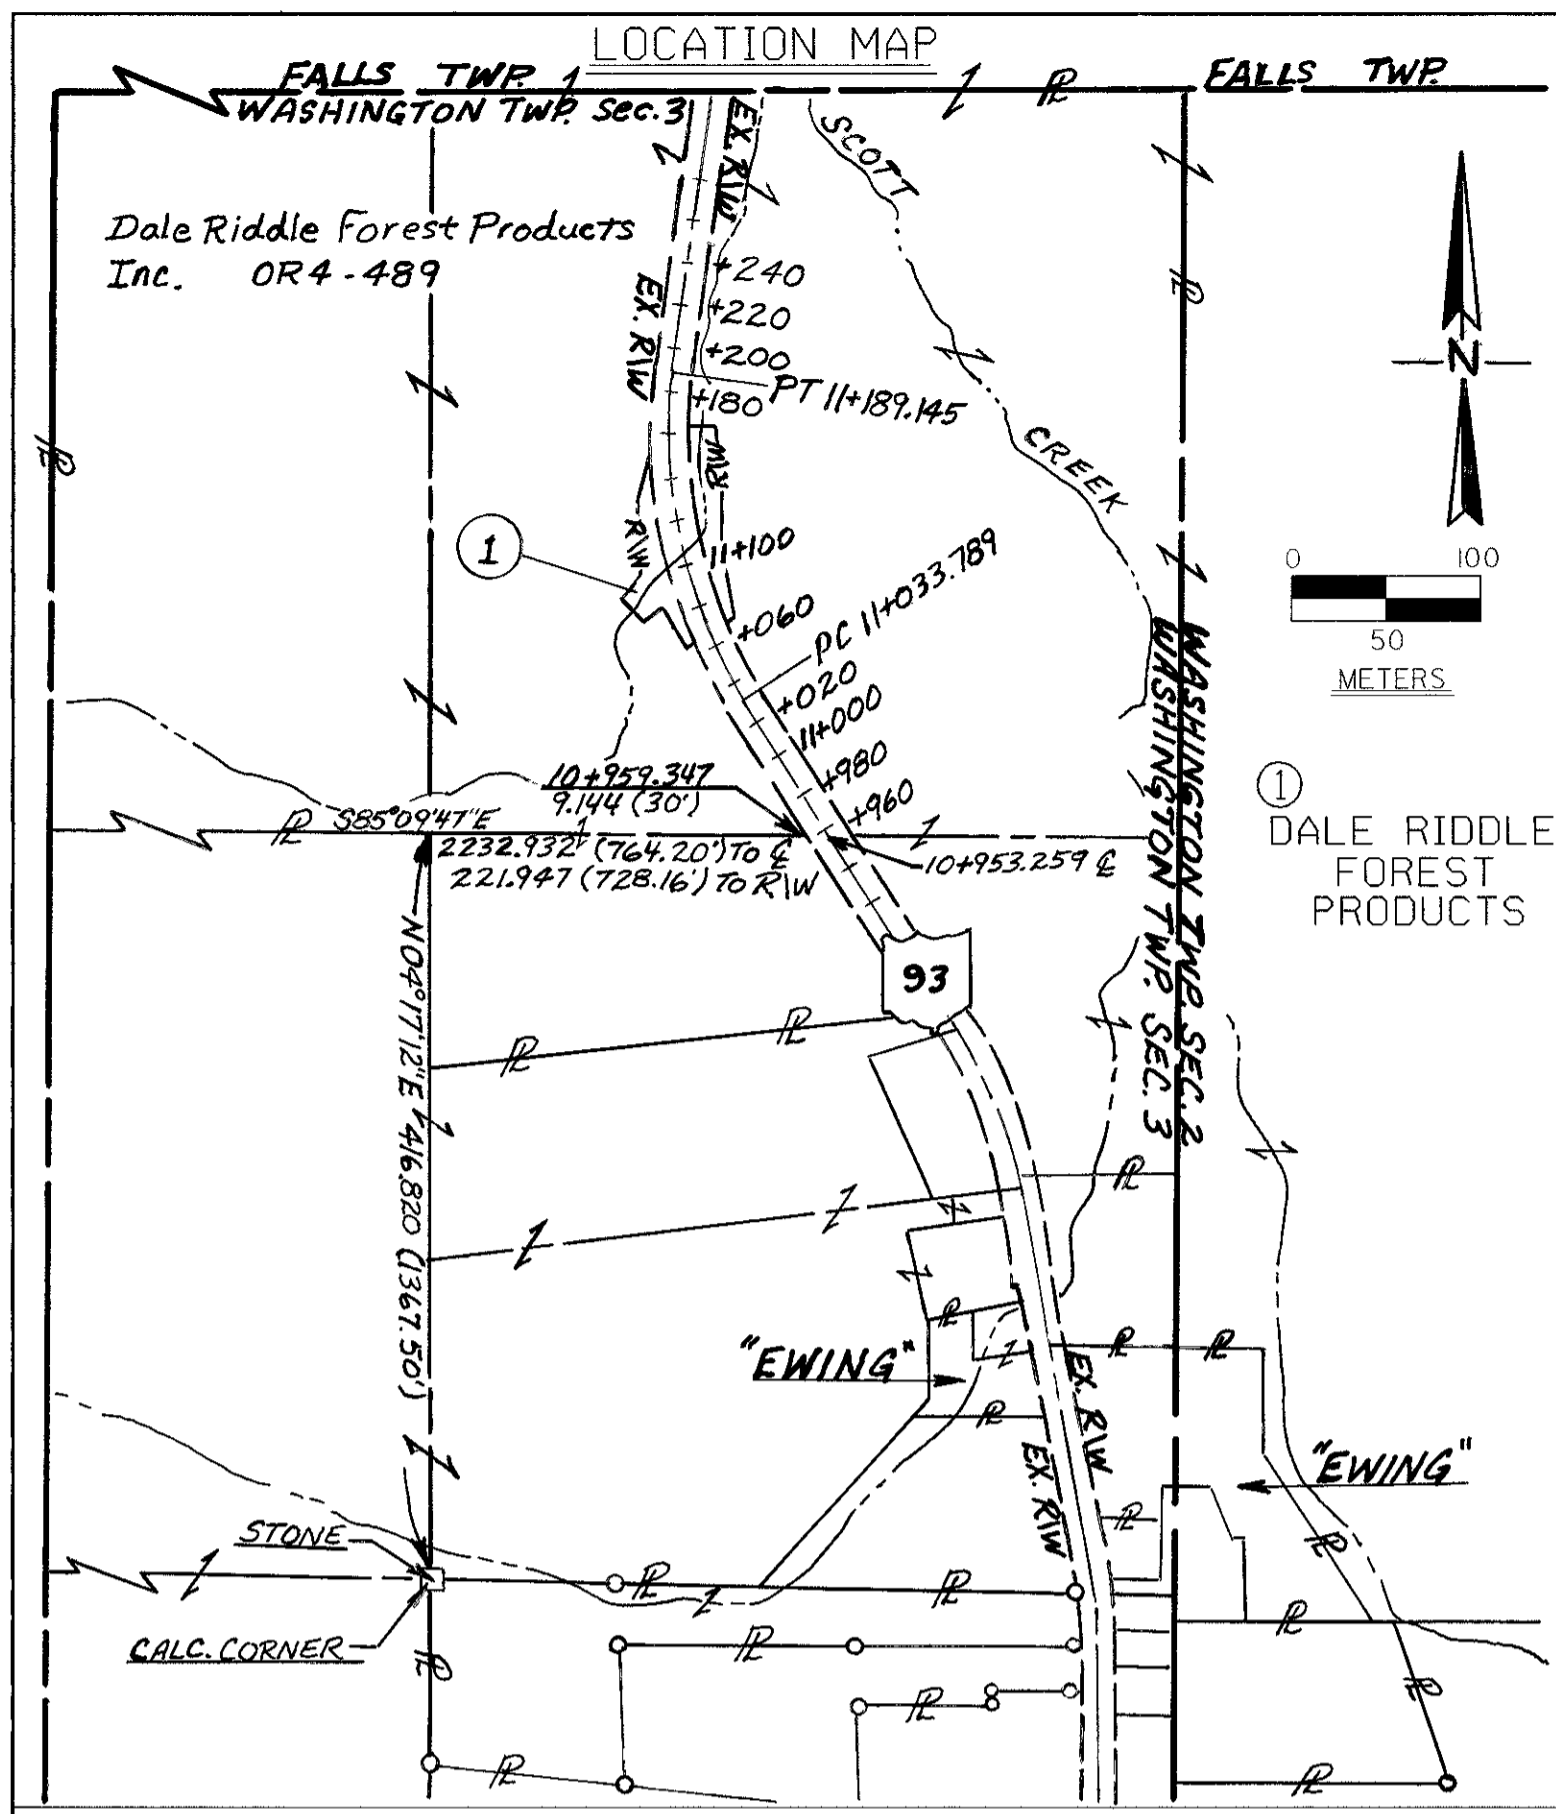 LOCATION MAP
FALLS TWP.
FALLS TWP.
WASHINGTON TWP. Sec. 3
EX. R\W
SCOTT
Dale Riddle Forest Products
Inc. OR4-489
EX. R\W
+240
+220
+200
+180
PT 11+189.145
N
R\W
CREEK
1
R\W
11+100
0 100
50
METERS
+060
PC 11+033.789
+020
11+000
+980
+960
10+959.347
9.144 (30')
S85°09'47"E
2232.932 (764.20') TO ℄
221.947 (728.16') TO R\W
10+953.259 ℄
WASHINGTON TWP. SEC. 2
WASHINGTON TWP. SEC. 3
1
DALE RIDDLE
FOREST
PRODUCTS
93
N04°17'12"E 416.820 (1367.50')
"EWING"
EX. R\W
EX. R\W
"EWING"
STONE
CALC. CORNER